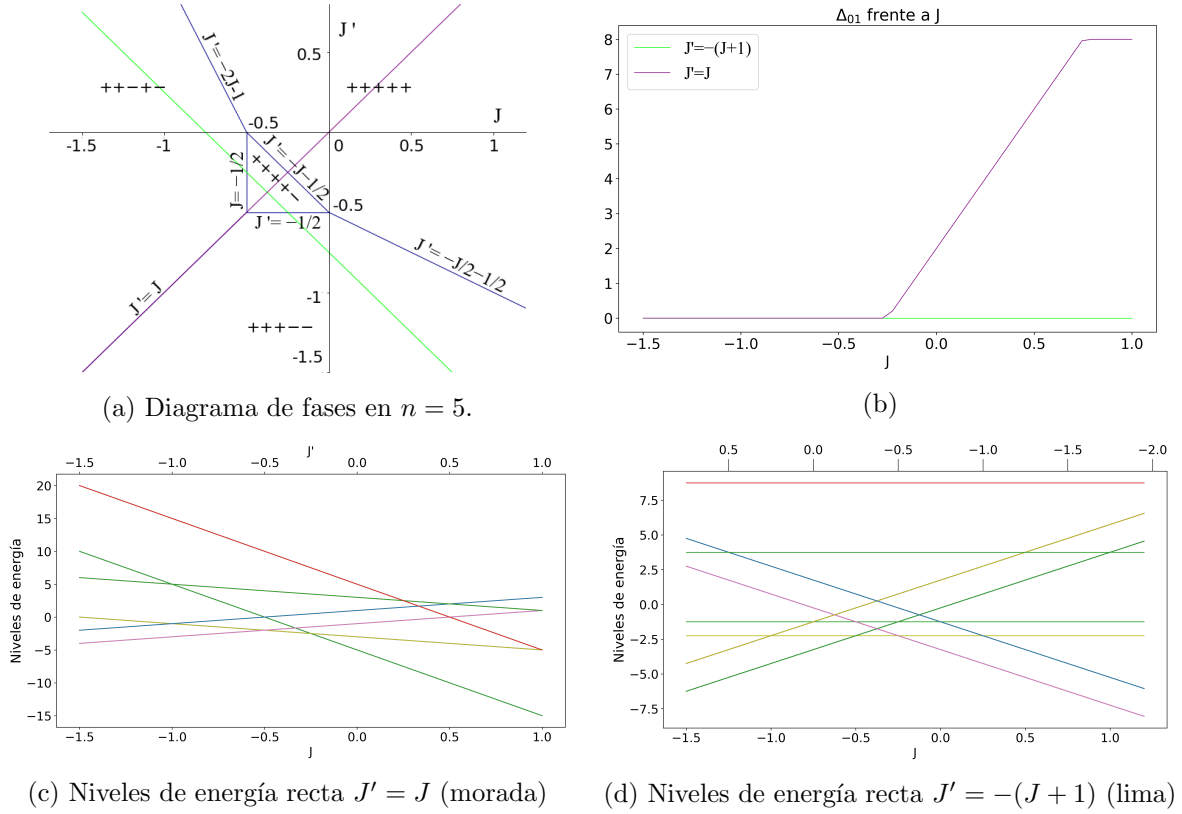 J '
0.5
J
-1.5
-1
-0.5
0
0.5
1
++−+−
+++++
++++−
+++−−
J '=−2J-1
J '= −J−1/2
J= −1/2
J '= −1/2
-0.5
J '= −J/2−1/2
J '= J
-1
-1.5
(a) Diagrama de fases en n = 5.
Δ01 frente a J
J'=−(J+1)
J'=J
8
7
6
5
4
3
2
1
0
−1.5 −1.0 −0.5 0.0 0.5 1.0
J
(b)
J'
−1.5 −1.0 −0.5 0.0 0.5 1.0
Niveles de energía
20
15
10
5
0
−5
−10
−15
−1.5 −1.0 −0.5 0.0 0.5 1.0
J
(c) Niveles de energía recta J′ = J (morada)
0.5 0.0 −0.5 −1.0 −1.5 −2.0
Niveles de energía
7.5
5.0
2.5
0.0
−2.5
−5.0
−7.5
−1.5 −1.0 −0.5 0.0 0.5 1.0
J
(d) Niveles de energía recta J′ = −(J + 1) (lima)